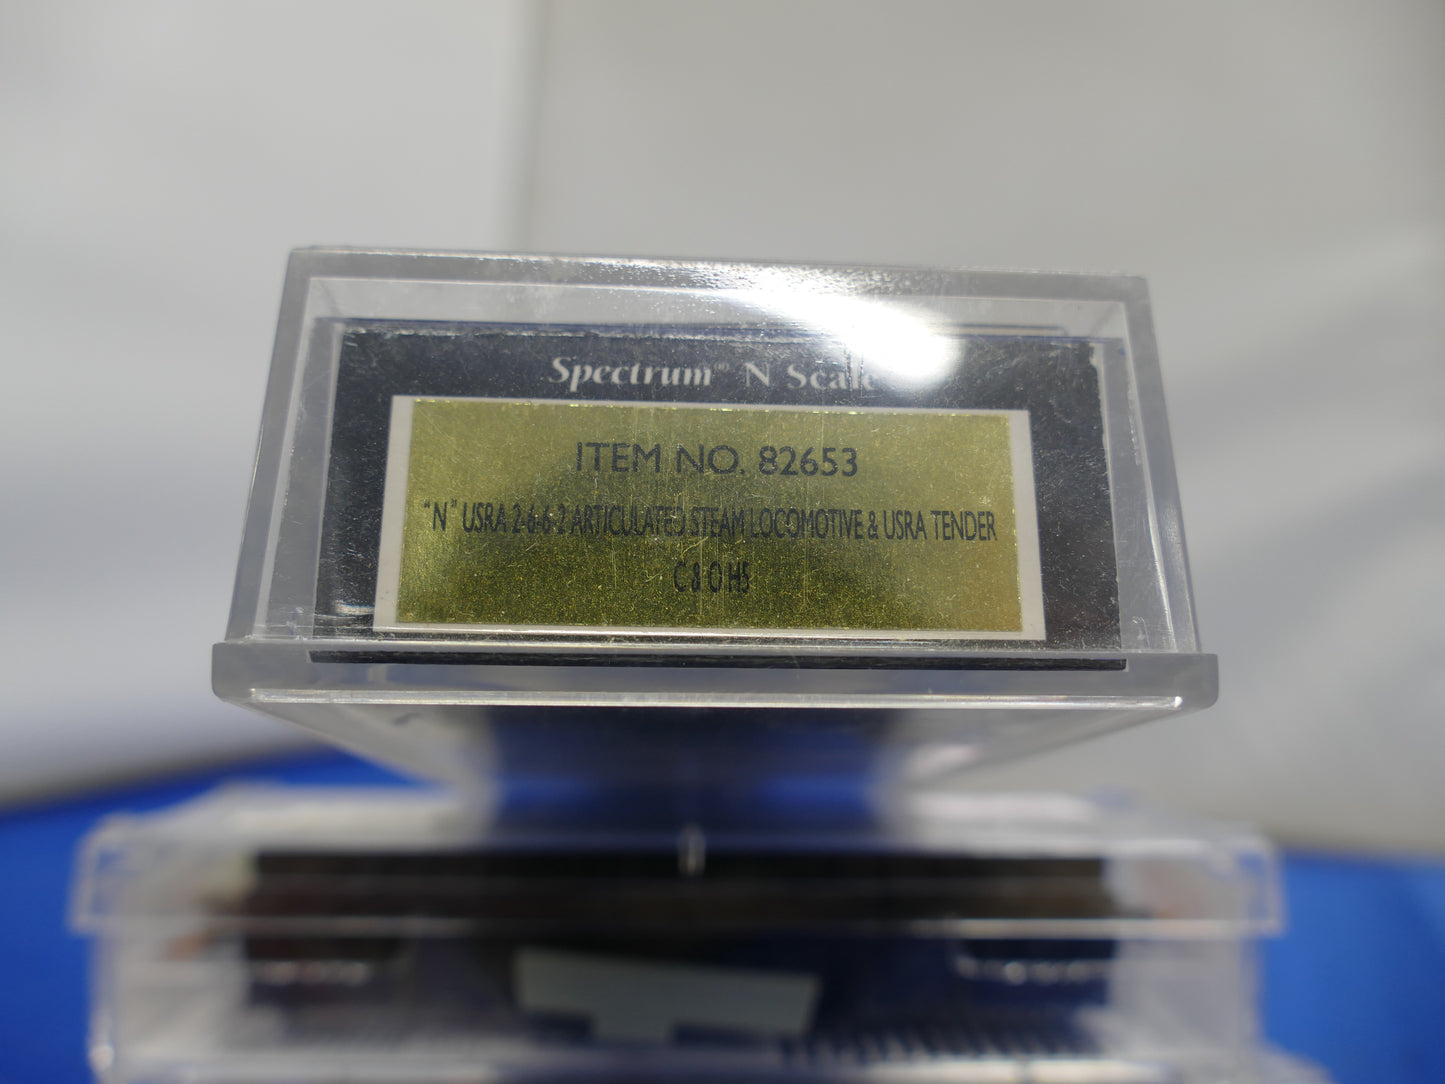 Spectrum® N Scale
ITEM NO. 82653
"N" USRA 2-6-6-2 ARTICULATED STEAM LOCOMOTIVE & USRA TENDER
C & O H5